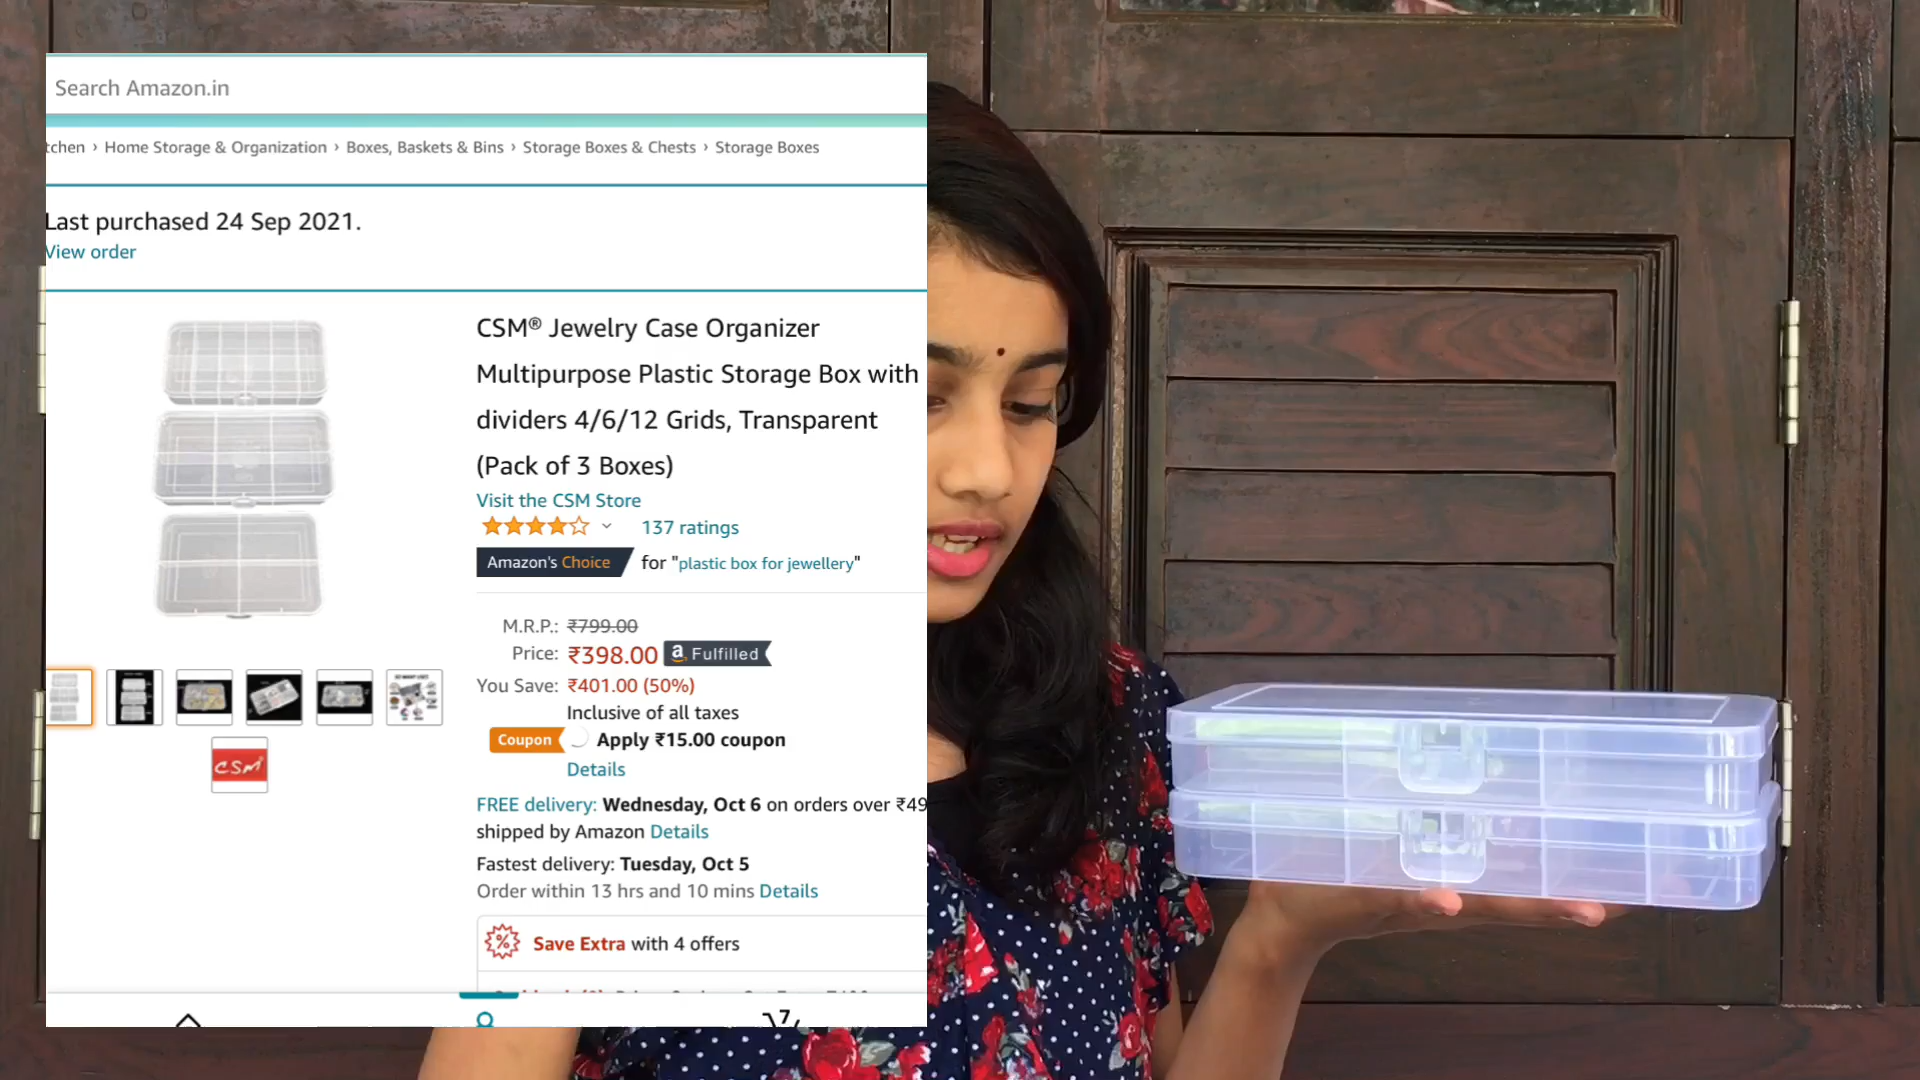 Search Amazon.in
tchen › Home Storage & Organization › Boxes, Baskets & Bins › Storage Boxes & Chests › Storage Boxes
Last purchased 24 Sep 2021.
View order
CSM® Jewelry Case Organizer
Multipurpose Plastic Storage Box with
dividers 4/6/12 Grids, Transparent
(Pack of 3 Boxes)
Visit the CSM Store
137 ratings
Amazon's Choice for "plastic box for jewellery"
M.R.P.: ₹799.00
Price: ₹398.00 a Fulfilled
You Save: ₹401.00 (50%)
Inclusive of all taxes
Coupon Apply ₹15.00 coupon
Details
CSM
FREE delivery: Wednesday, Oct 6 on orders over ₹49
shipped by Amazon Details
Fastest delivery: Tuesday, Oct 5
Order within 13 hrs and 10 mins Details
% Save Extra with 4 offers
7